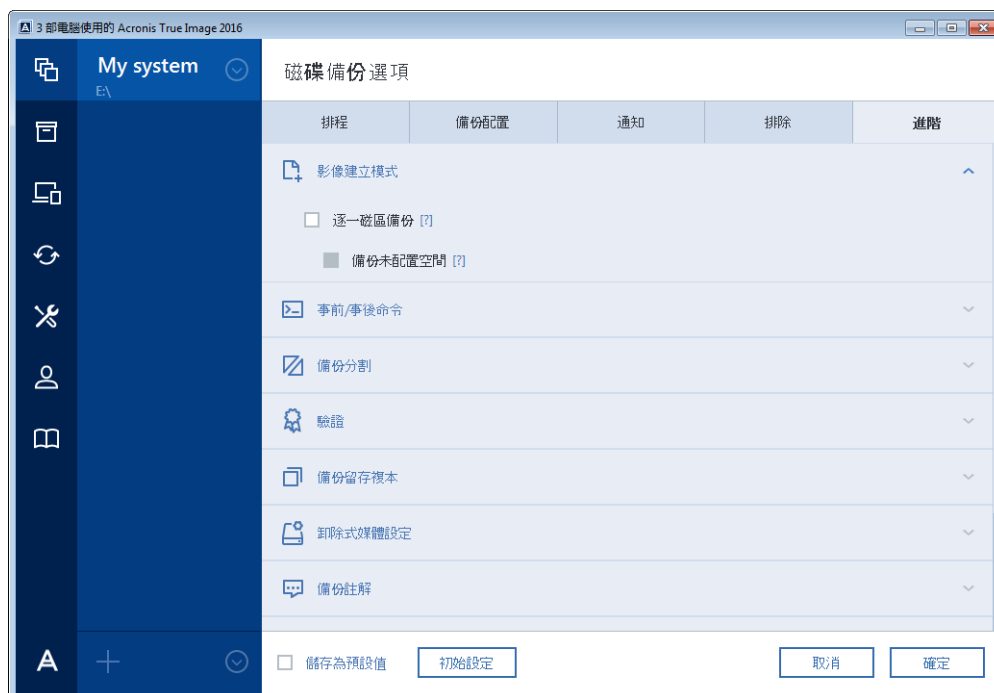 3 部電腦使用的 Acronis True Image 2016
My system
E:\
磁碟備份選項
排程
備份配置
通知
排除
進階
影像建立模式
逐一磁區備份 [?]
備份未配置空間 [?]
事前/事後命令
備份分割
驗證
備份留存複本
卸除式媒體設定
備份註解
儲存為預設值
初始設定
取消
確定